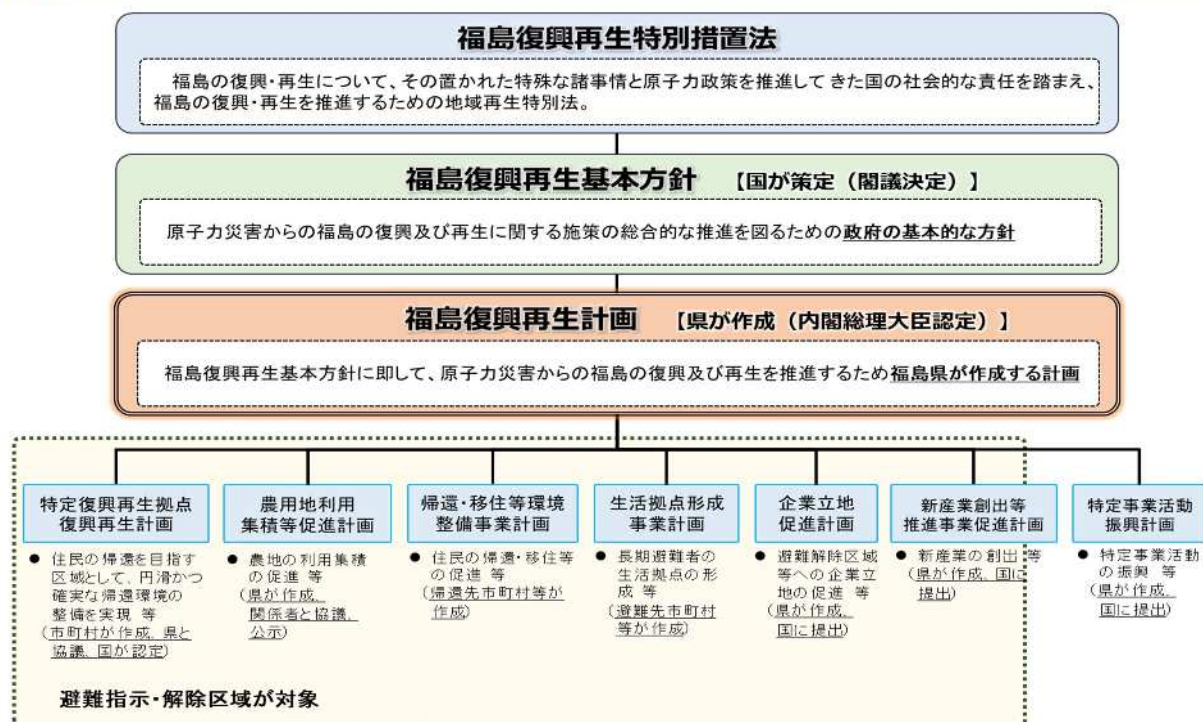 福島復興再生特別措置法
福島の復興・再生について、その置かれた特殊な諸事情と原子力政策を推進してきた国の社会的な責任を踏まえ、
福島の復興・再生を推進するための地域再生特別法。
福島復興再生基本方針 【国が策定（閣議決定）】
原子力災害からの福島の復興及び再生に関する施策の総合的な推進を図るための政府の基本的な方針
福島復興再生計画 【県が作成（内閣総理大臣認定）】
福島復興再生基本方針に即して、原子力災害からの福島の復興及び再生を推進するため福島県が作成する計画
特定復興再生拠点
復興再生計画
● 住民の帰還を目指す
区域として、円滑かつ
確実な帰還環境の
整備を実現 等
(市町村が作成、県と
協議、国が認定)
農用地利用
集積等促進計画
● 農地の利用集積
の促進 等
(県が作成、
関係者と協議、
公示)
帰還・移住等環境
整備事業計画
● 住民の帰還・移住等
の促進 等
(帰還先市町村等が
作成)
生活拠点形成
事業計画
● 長期避難者の
生活拠点の形
成 等
(避難先市町村
等が作成)
企業立地
促進計画
● 避難解除区域
等への企業立
地の促進 等
(県が作成、
国に提出)
新産業創出等
推進事業促進計画
● 新産業の創出 等
(県が作成、国に
提出)
特定事業活動
振興計画
● 特定事業活動
の振興 等
(県が作成、
国に提出)
避難指示・解除区域が対象